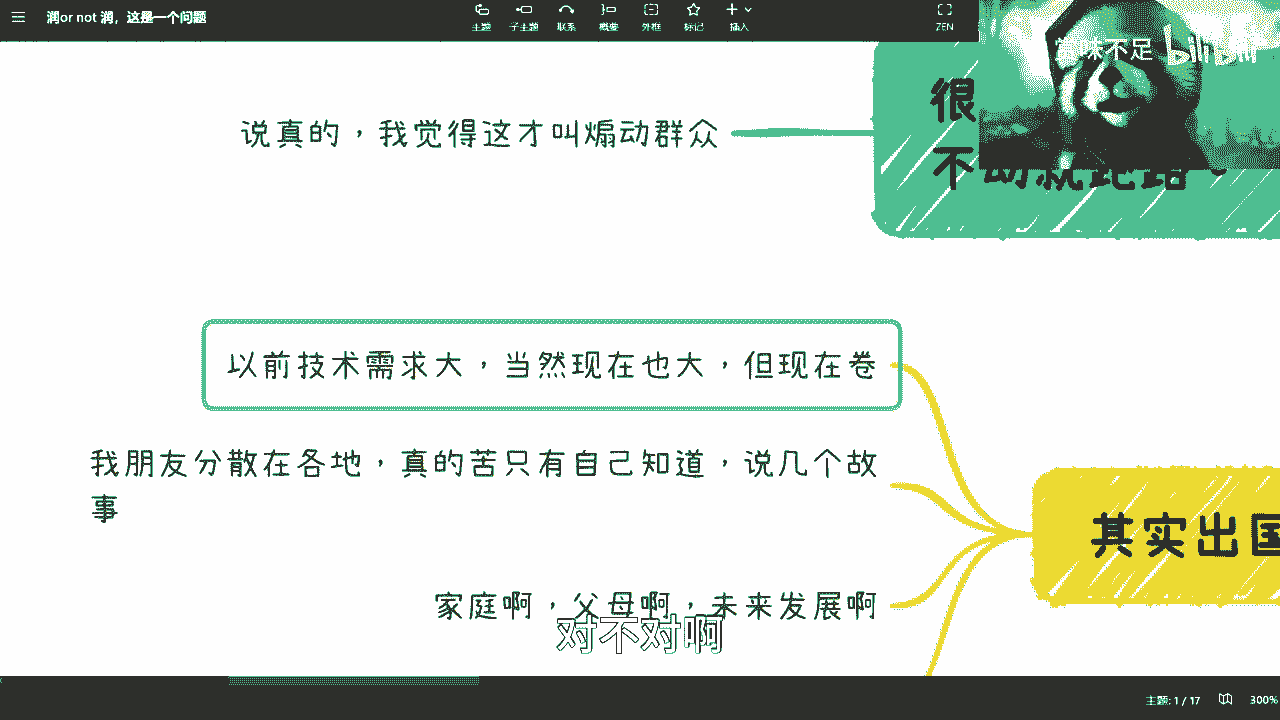 润or not 润，这是一个问题
主题 子主题 联系 概要 外框 标记 插入 ZEN
赏味不足 bilibili
很
说真的，我觉得这才叫煽动群众
不动就跑路
以前技术需求大，当然现在也大，但现在卷
我朋友分散在各地，真的苦只有自己知道，说几个故
事
其实出国
家庭啊，父母啊，未来发展啊
对不对啊
主题: 1 / 17 300%